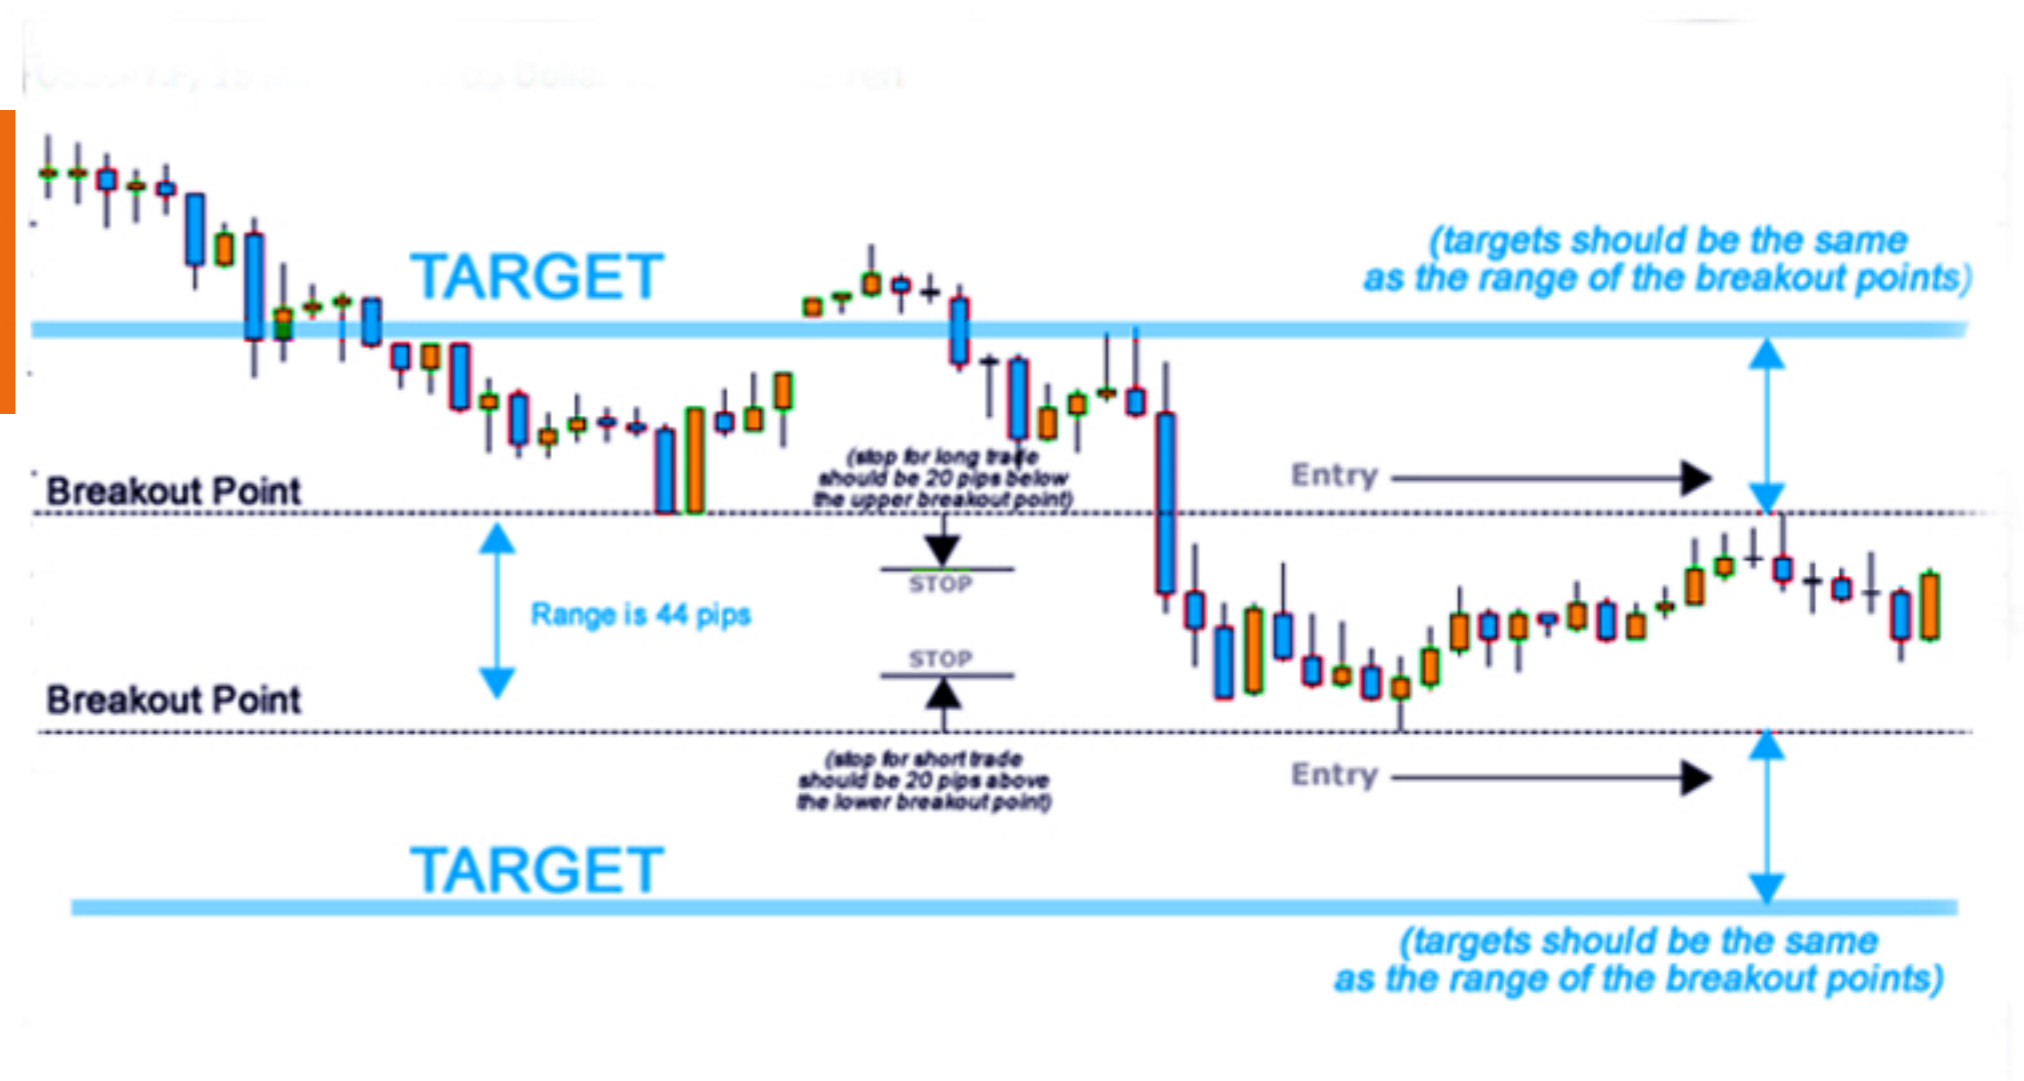 TARGET
(targets should be the same
as the range of the breakout points)
(stop for long trade
should be 20 pips below
the upper breakout point)
Entry
Breakout Point
STOP
Range is 44 pips
STOP
Breakout Point
(stop for short trade
should be 20 pips above
the lower breakout point)
Entry
TARGET
(targets should be the same
as the range of the breakout points)